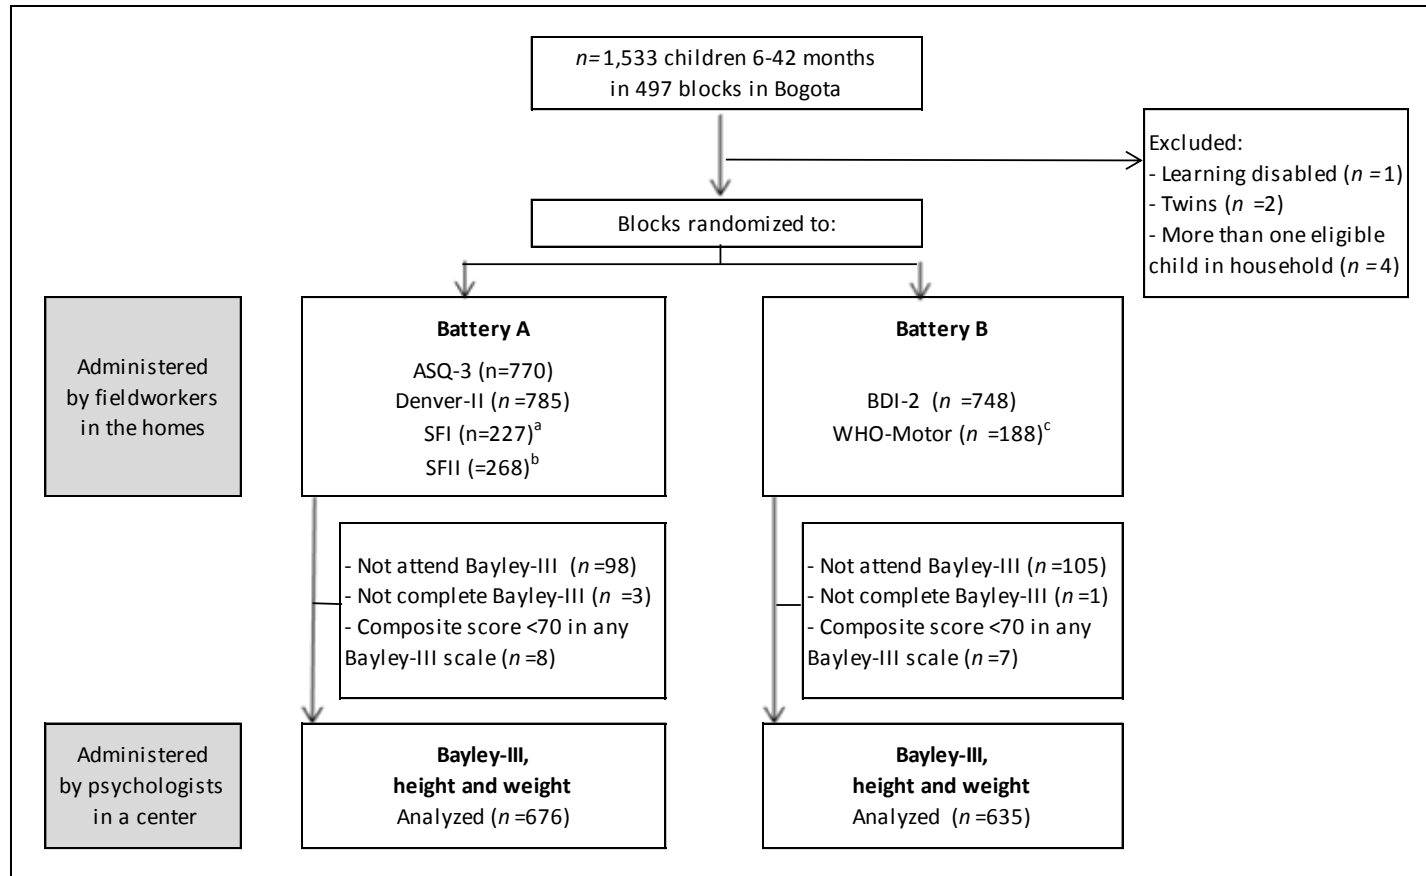 n=1,533 children 6-42 months
in 497 blocks in Bogota
Excluded:
- Learning disabled (n =1)
- Twins (n =2)
- More than one eligible
child in household (n =4)
Blocks randomized to:
Administered
by fieldworkers
in the homes
Battery A
ASQ-3 (n=770)
Denver-II (n =785)
SFI (n=227)a
SFII (=268)b
Battery B
BDI-2 (n =748)
WHO-Motor (n =188)c
- Not attend Bayley-III (n =98)
- Not complete Bayley-III (n =3)
- Composite score <70 in any
Bayley-III scale (n =8)
- Not attend Bayley-III (n =105)
- Not complete Bayley-III (n =1)
- Composite score <70 in any
Bayley-III scale (n =7)
Administered
by psychologists
in a center
Bayley-III,
height and weight
Analyzed (n =676)
Bayley-III,
height and weight
Analyzed (n =635)